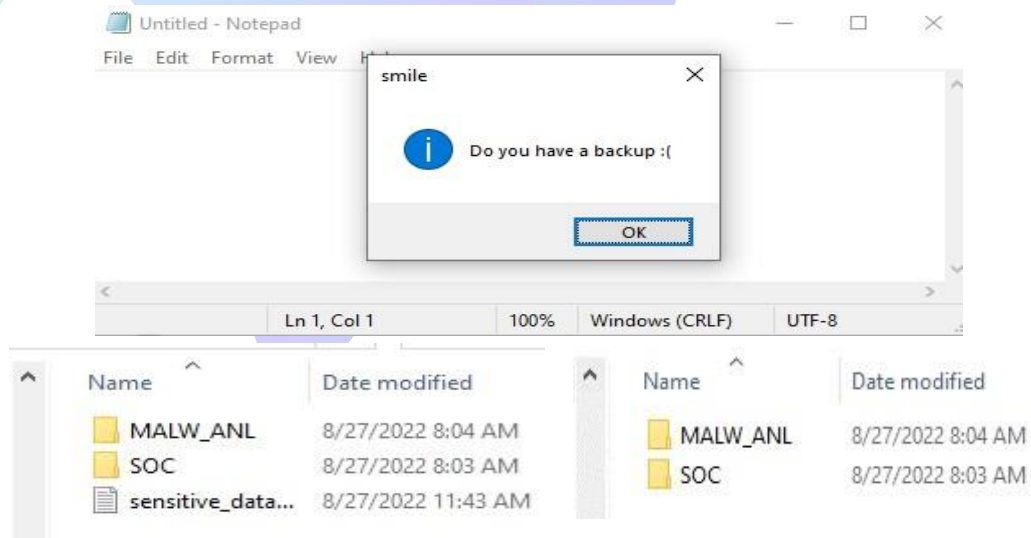 Untitled - Notepad
File Edit Format View
smile
Do you have a backup :(
OK
Ln 1, Col 1 100% Windows (CRLF) UTF-8
Name Date modified
MALW_ANL 8/27/2022 8:04 AM
SOC 8/27/2022 8:03 AM
sensitive_data... 8/27/2022 11:43 AM
Name Date modified
MALW_ANL 8/27/2022 8:04 AM
SOC 8/27/2022 8:03 AM